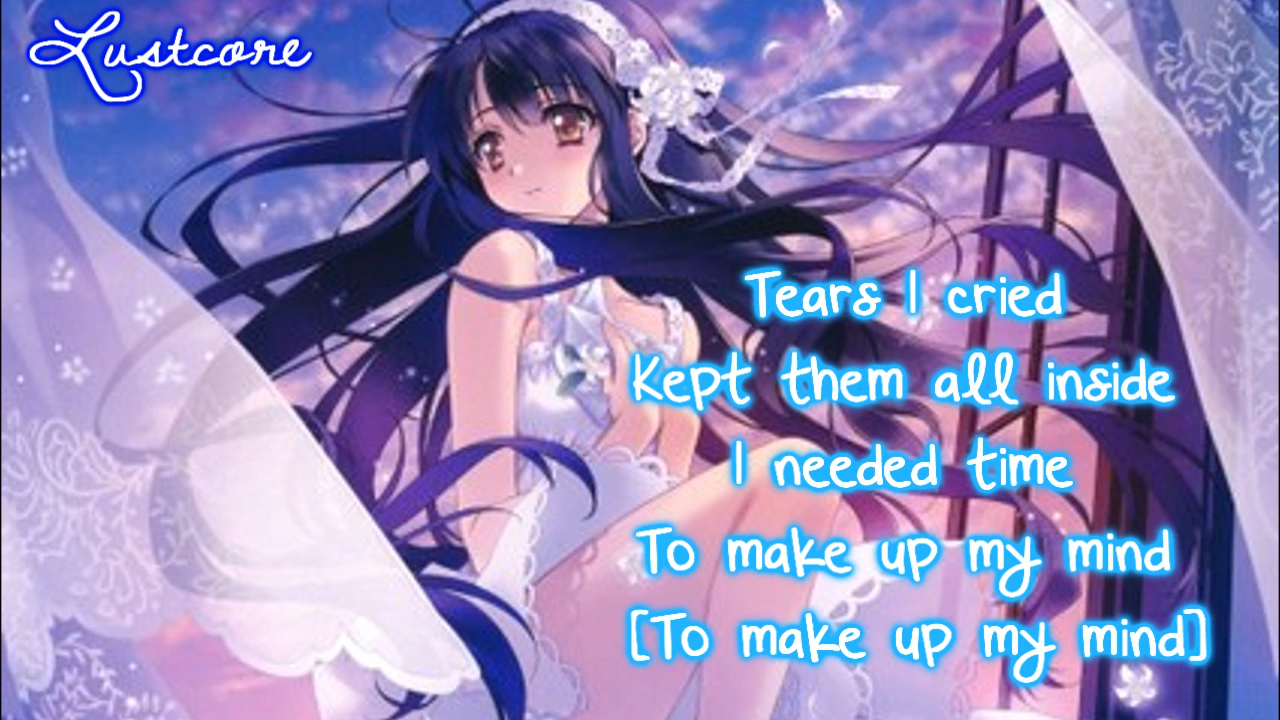 Lustcore
Tears I cried
Kept them all inside
I needed time
To make up my mind
[To make up my mind]